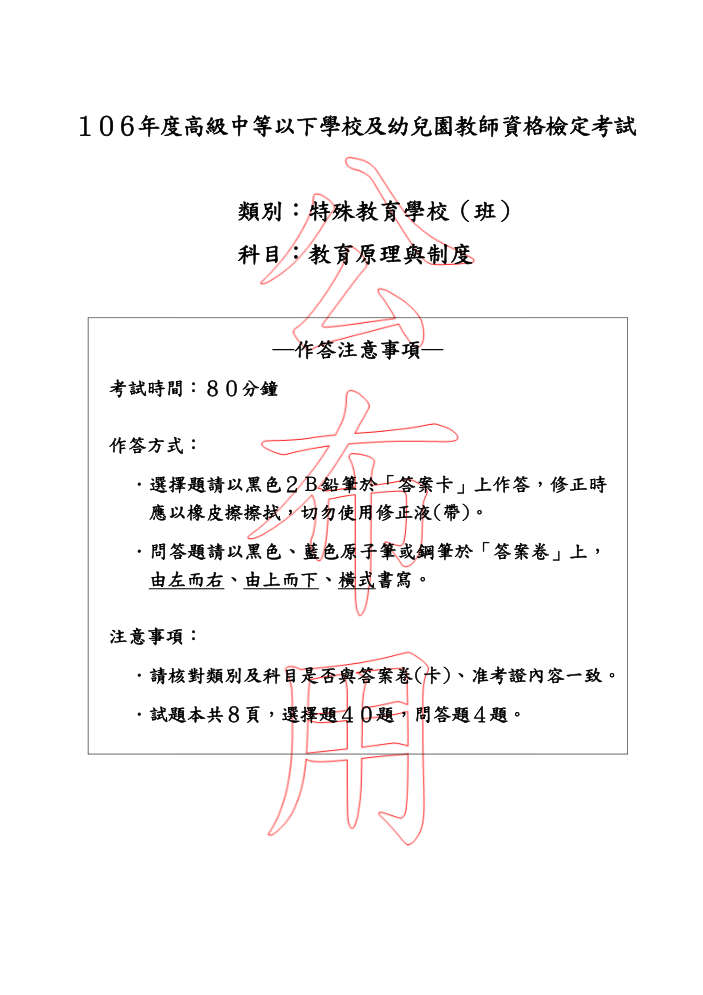 106年度高級中等以下學校及幼兒園教師資格檢定考試
類別：特殊教育學校（班）
科目：教育原理與制度
—作答注意事項—
考試時間：80分鐘
作答方式：
．選擇題請以黑色2B鉛筆於「答案卡」上作答，修正時
應以橡皮擦擦拭，切勿使用修正液(帶)。
．問答題請以黑色、藍色原子筆或鋼筆於「答案卷」上，
由左而右、由上而下、橫式書寫。
注意事項：
．請核對類別及科目是否與答案卷(卡)、准考證內容一致。
．試題本共8頁，選擇題40題，問答題4題。
公
布
用